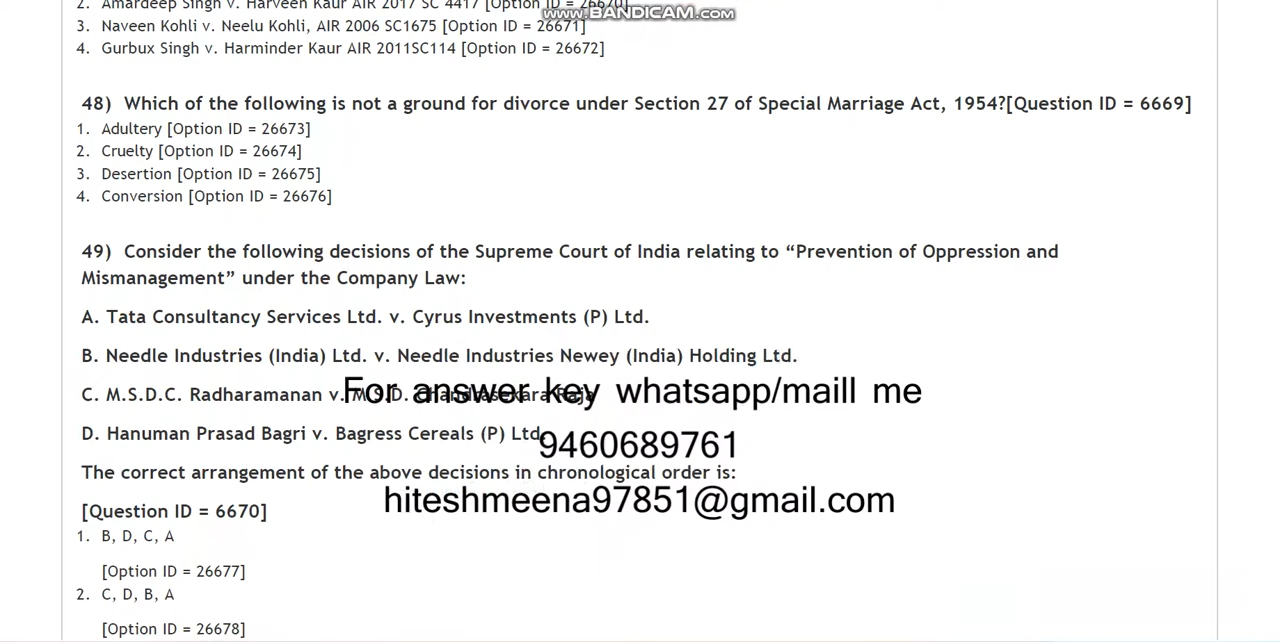 2. Amardeep Singh v. Harveen Kaur AIR 2017 SC 4417 [Option ID = 26670]
www.BANDICAM.com
3. Naveen Kohli v. Neelu Kohli, AIR 2006 SC1675 [Option ID = 26671]
4. Gurbux Singh v. Harminder Kaur AIR 2011SC114 [Option ID = 26672]
48) Which of the following is not a ground for divorce under Section 27 of Special Marriage Act, 1954?[Question ID = 6669]
1. Adultery [Option ID = 26673]
2. Cruelty [Option ID = 26674]
3. Desertion [Option ID = 26675]
4. Conversion [Option ID = 26676]
49) Consider the following decisions of the Supreme Court of India relating to “Prevention of Oppression and
Mismanagement” under the Company Law:
A. Tata Consultancy Services Ltd. v. Cyrus Investments (P) Ltd.
B. Needle Industries (India) Ltd. v. Needle Industries Newey (India) Holding Ltd.
C. M.S.D.C. Radharamanan v. M.S.D. Chandrasekara Raja
For answer key whatsapp/maill me
D. Hanuman Prasad Bagri v. Bagress Cereals (P) Ltd.
9460689761
The correct arrangement of the above decisions in chronological order is:
hiteshmeena97851@gmail.com
[Question ID = 6670]
1. B, D, C, A
[Option ID = 26677]
2. C, D, B, A
[Option ID = 26678]